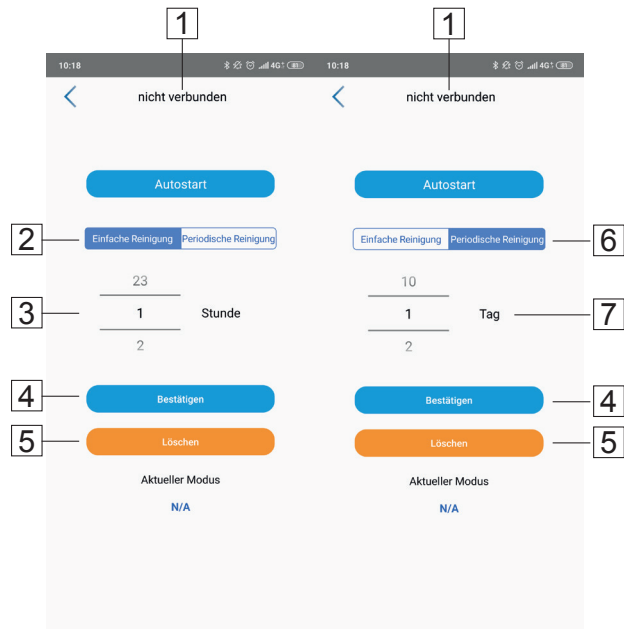 1
10:18 4G 81
nicht verbunden
Autostart
2 Einfache Reinigung Periodische Reinigung
23
3 1 Stunde
2
4 Bestätigen
5 Löschen
Aktueller Modus
N/A
1
10:18 4G 81
nicht verbunden
Autostart
Einfache Reinigung Periodische Reinigung 6
10
1 Tag 7
2
Bestätigen 4
Löschen 5
Aktueller Modus
N/A